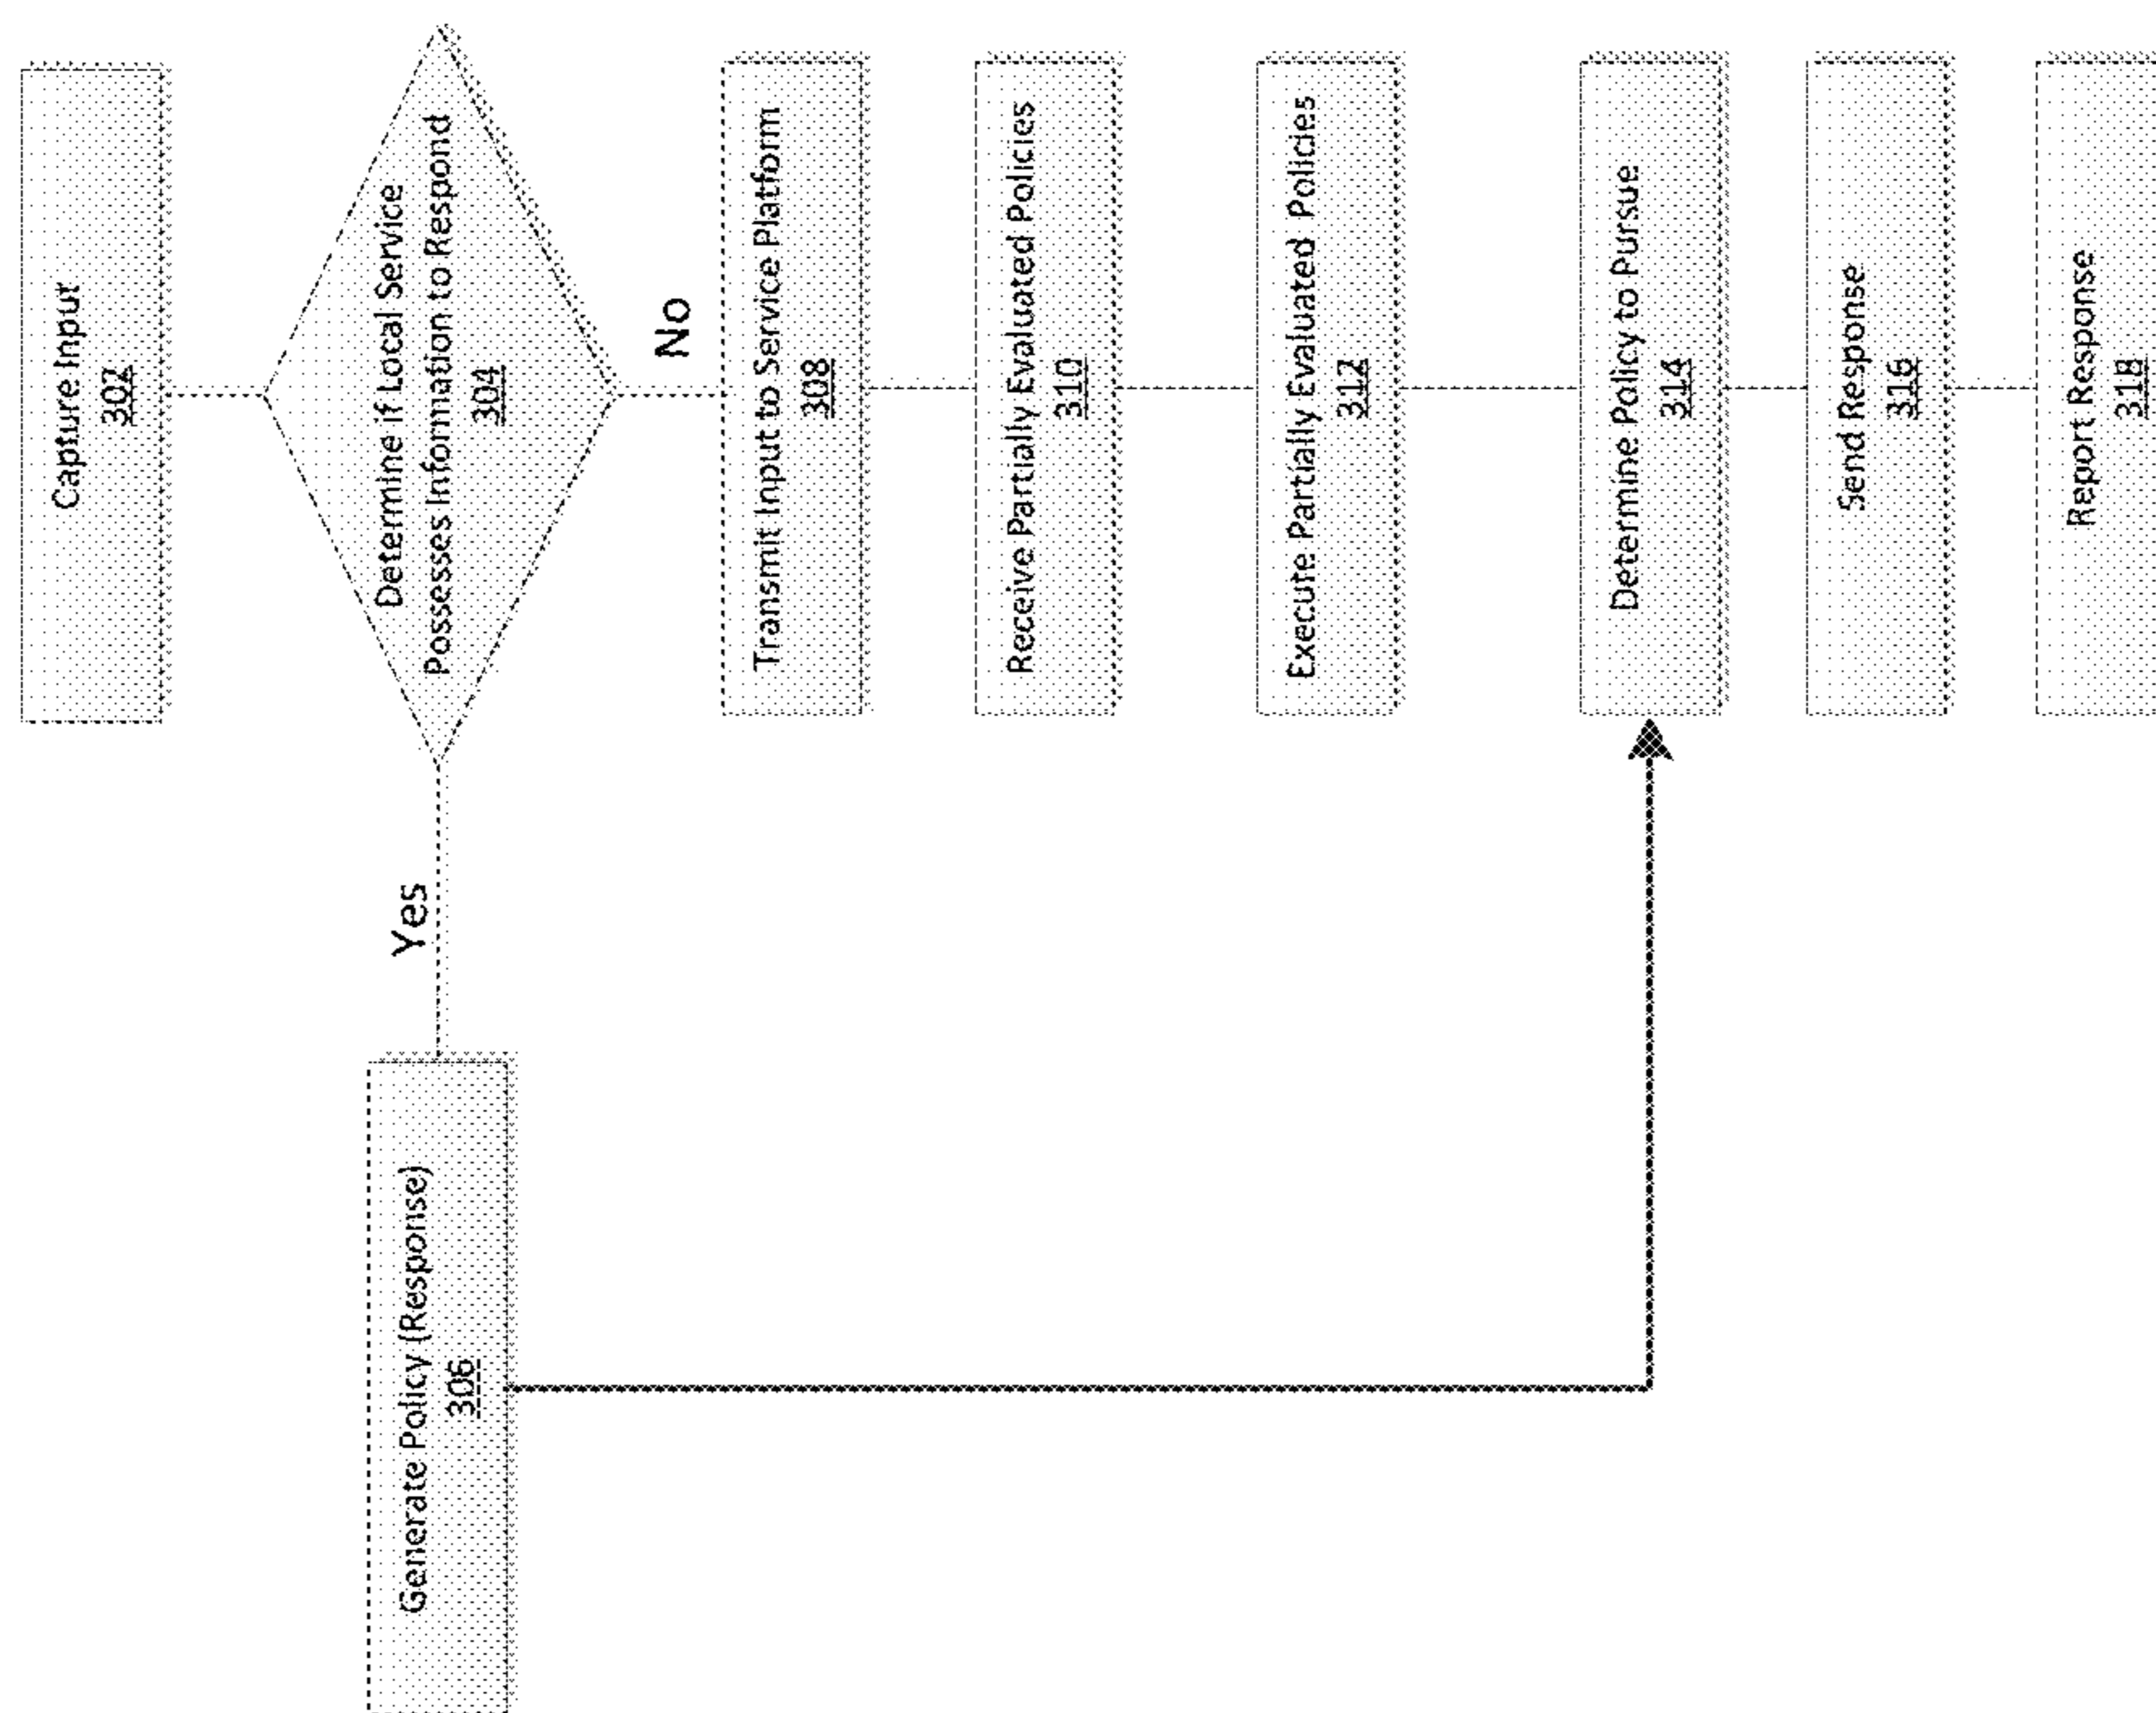 Capture Input
302
Determine if Local Service
Possesses Information to Respond
304
Yes
Generate Policy (Response)
306
No
Transmit Input to Service Platform
308
Receive Partially Evaluated Policies
310
Execute Partially Evaluated Policies
312
Determine Policy to Pursue
314
Send Response
316
Report Response
318